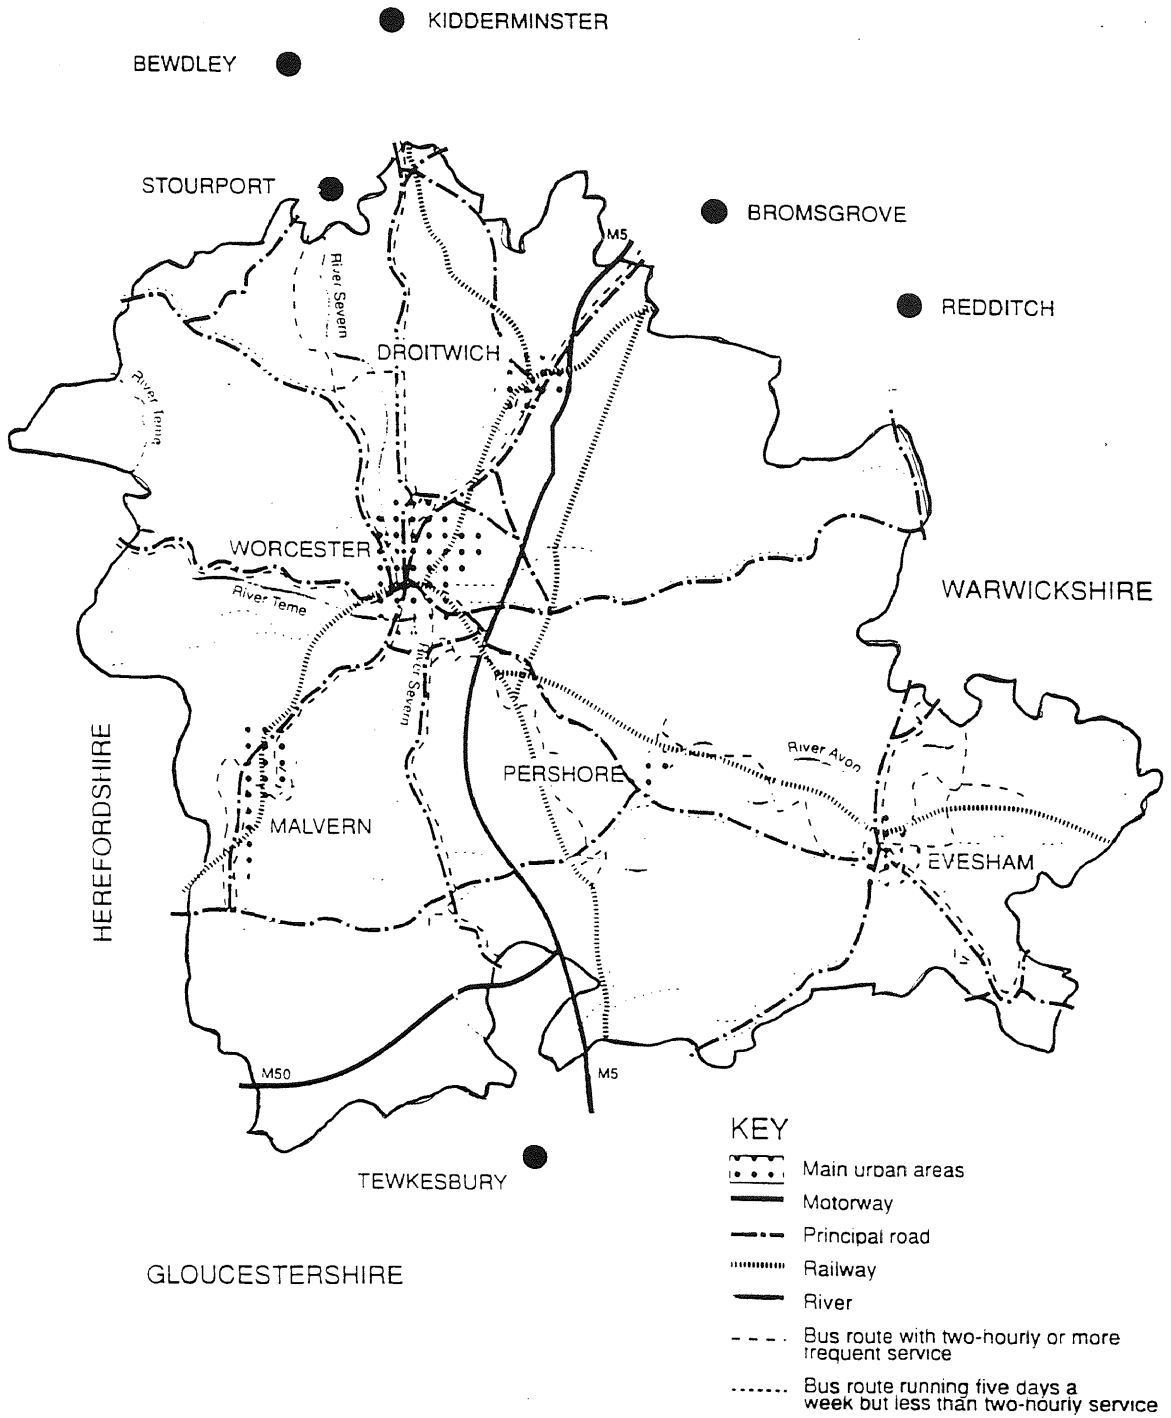 KIDDERMINSTER
BEWDLEY
STOURPORT
BROMSGROVE
M5
REDDITCH
River Severn
DROITWICH
River Teme
WORCESTER
River Teme
WARWICKSHIRE
River Severn
HEREFORDSHIRE
PERSHORE
River Avon
MALVERN
EVESHAM
M50
M5
TEWKESBURY
GLOUCESTERSHIRE
KEY
Main urban areas
Motorway
Principal road
Railway
River
Bus route with two-hourly or more
frequent service
Bus route running five days a
week but less than two-hourly service